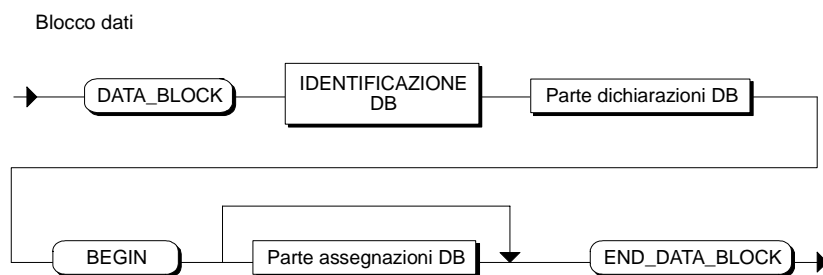 Blocco dati
DATA_BLOCK
IDENTIFICAZIONE
DB
Parte dichiarazioni DB
BEGIN
Parte assegnazioni DB
END_DATA_BLOCK